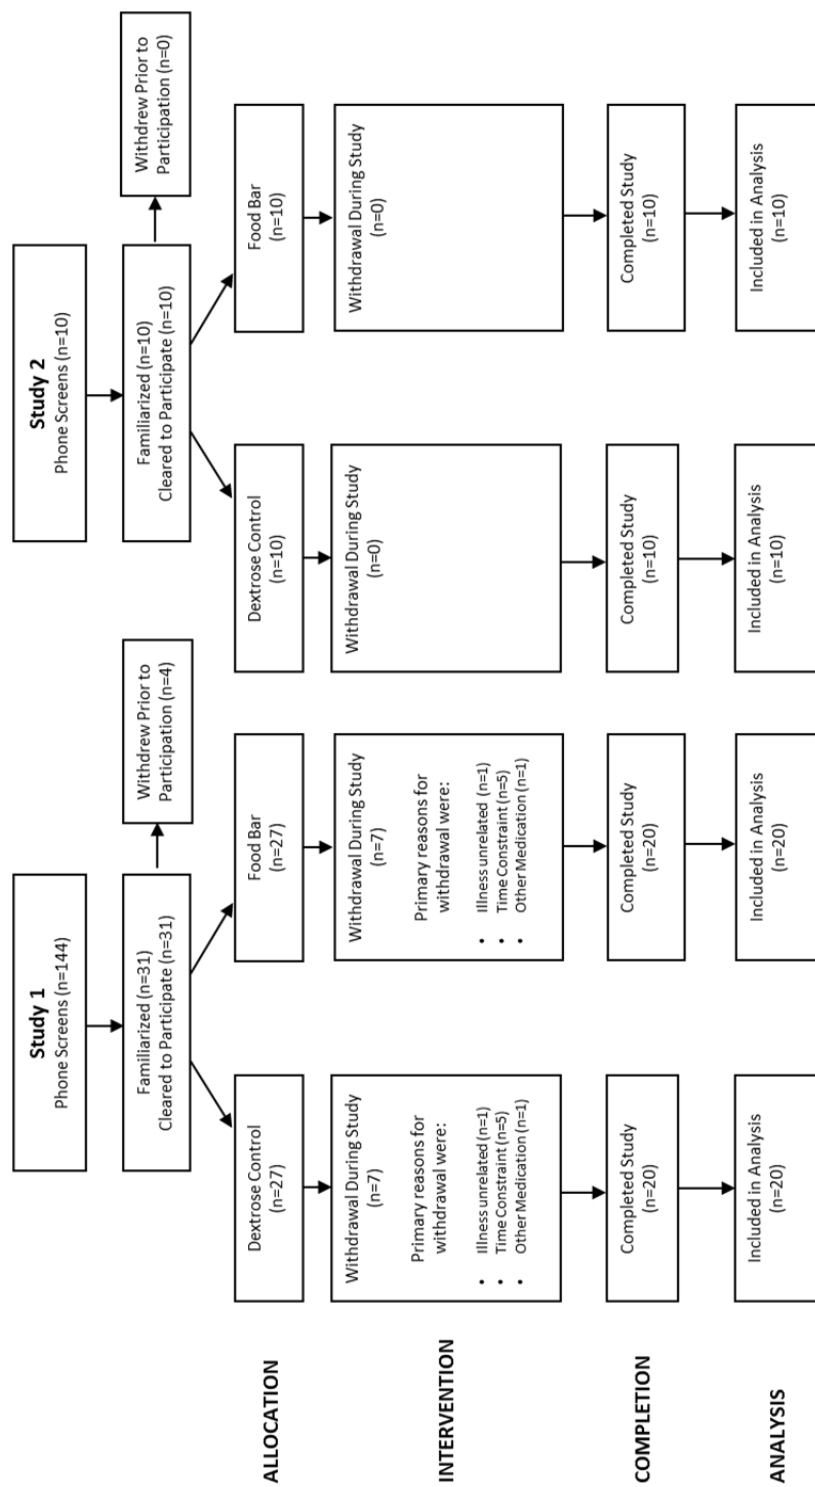 Study 1
Phone Screens (n=144)
Familiarized (n=31)
Cleared to Participate (n=31)
Withdrew Prior to
Participation (n=4)
Study 2
Phone Screens (n=10)
Familiarized (n=10)
Cleared to Participate (n=10)
Withdrew Prior to
Participation (n=0)
ALLOCATION
Dextrose Control
(n=27)
Food Bar
(n=27)
Dextrose Control
(n=10)
Food Bar
(n=10)
INTERVENTION
Withdrawal During Study
(n=7)
Primary reasons for
withdrawal were:
• Illness unrelated (n=1)
• Time Constraint (n=5)
• Other Medication (n=1)
Withdrawal During Study
(n=7)
Primary reasons for
withdrawal were:
• Illness unrelated (n=1)
• Time Constraint (n=5)
• Other Medication (n=1)
Withdrawal During Study
(n=0)
Withdrawal During Study
(n=0)
COMPLETION
Completed Study
(n=20)
Completed Study
(n=20)
Completed Study
(n=10)
Completed Study
(n=10)
ANALYSIS
Included in Analysis
(n=20)
Included in Analysis
(n=20)
Included in Analysis
(n=10)
Included in Analysis
(n=10)